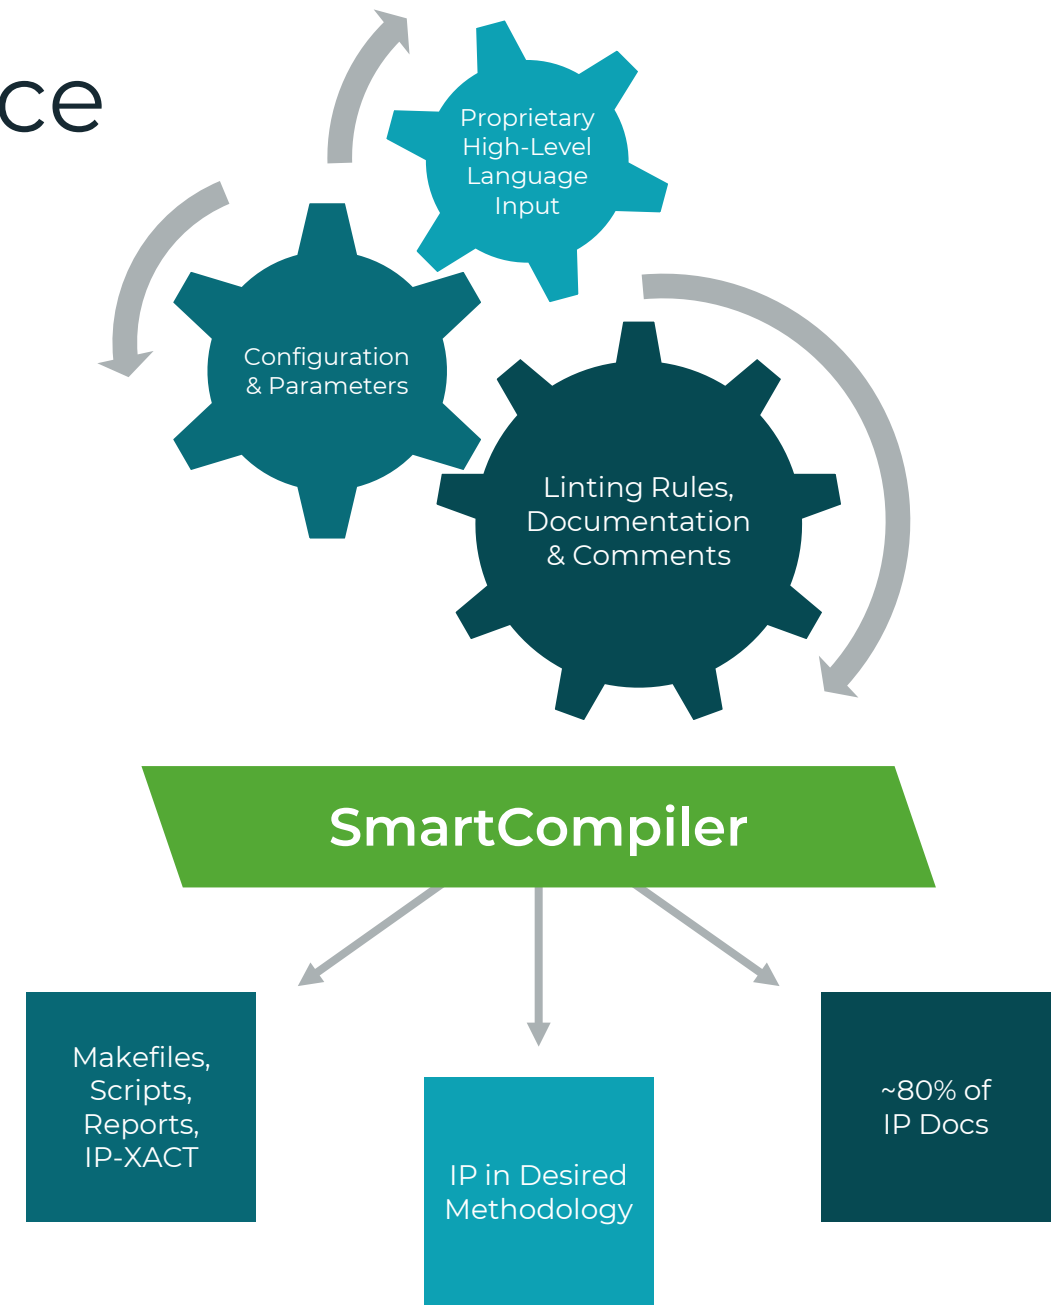 ce
Proprietary
High-Level
Language
Input
Configuration
& Parameters
Linting Rules,
Documentation
& Comments
SmartCompiler
Makefiles,
Scripts,
Reports,
IP-XACT
IP in Desired
Methodology
~80% of
IP Docs